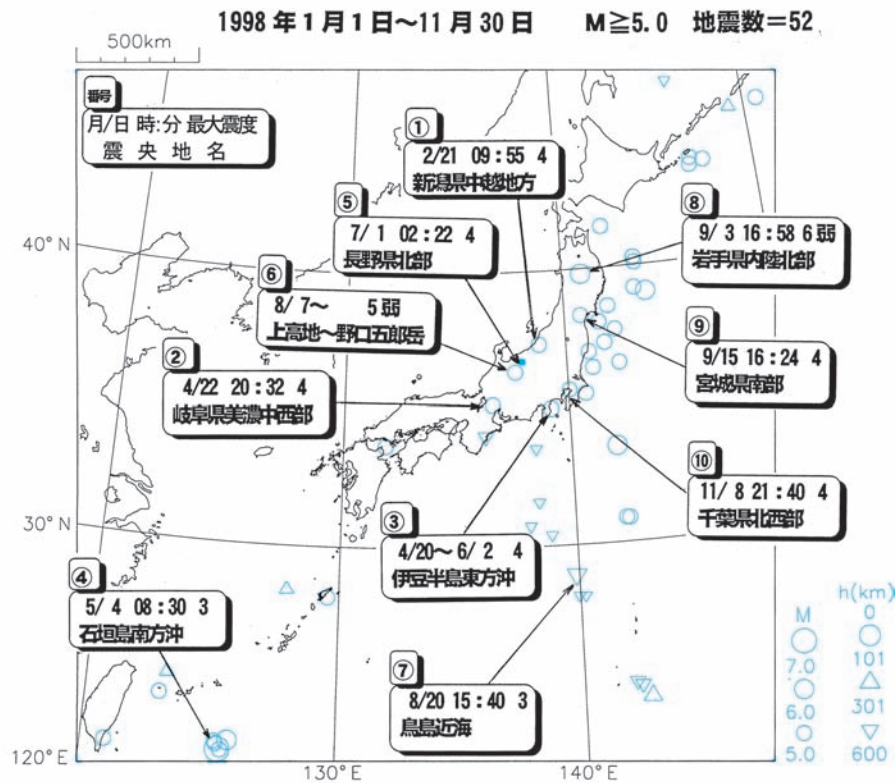 1998年1月1日～11月30日 M≧5.0 地震数=52
500km
番号
月/日 時:分 最大震度
震央地名
①
2/21 09:55 4
新潟県中越地方
⑤
7/ 1 02:22 4
長野県北部
⑧
9/ 3 16:58 6弱
岩手県内陸北部
40°N
⑥
8/ 7～ 5弱
上高地～野口五郎岳
②
4/22 20:32 4
岐阜県美濃中西部
⑨
9/15 16:24 4
宮城県南部
⑩
11/ 8 21:40 4
千葉県北西部
30°N
③
4/20～ 6/ 2 4
伊豆半島東方沖
④
5/ 4 08:30 3
石垣島南方沖
⑦
8/20 15:40 3
鳥島近海
M
7.0
6.0
5.0
h(km)
0
101
301
600
120°E
130°E
140°E